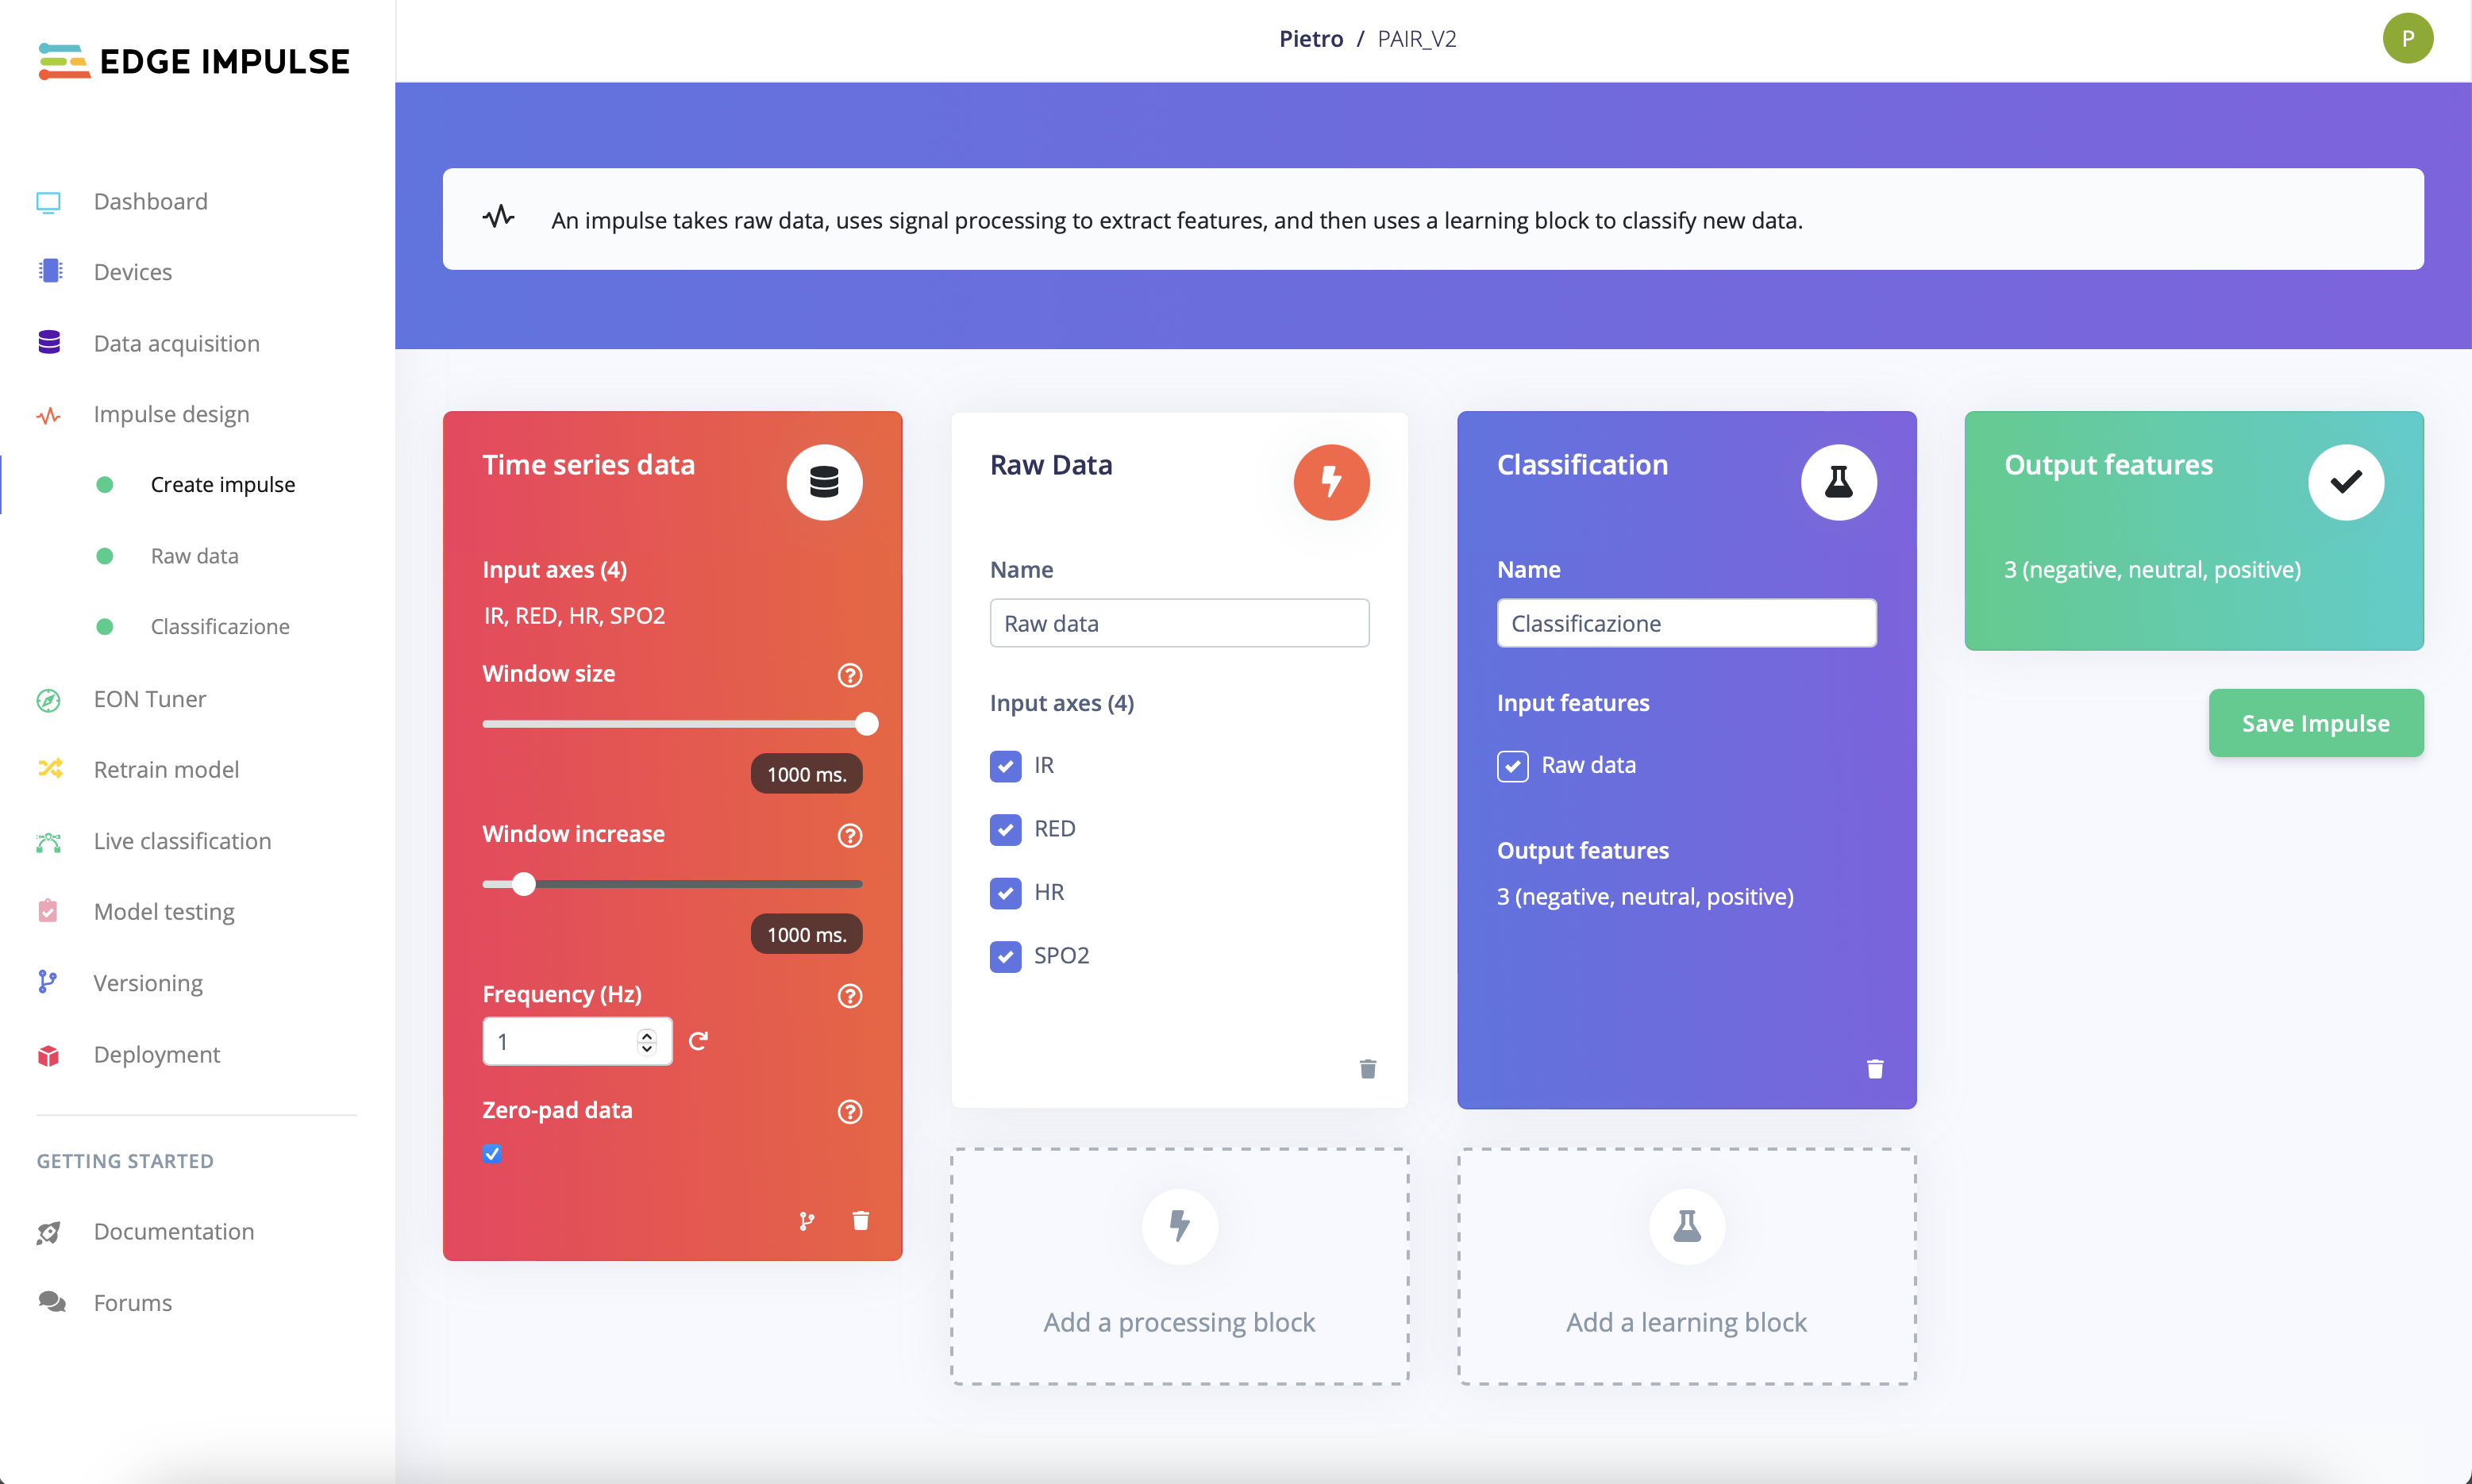 EDGE IMPULSE
Pietro / PAIR_V2
P
Dashboard
Devices
Data acquisition
Impulse design
Create impulse
Raw data
Classificazione
EON Tuner
Retrain model
Live classification
Model testing
Versioning
Deployment
GETTING STARTED
Documentation
Forums
An impulse takes raw data, uses signal processing to extract features, and then uses a learning block to classify new data.
Time series data
Input axes (4)
IR, RED, HR, SPO2
Window size
?
1000 ms.
Window increase
?
1000 ms.
Frequency (Hz)
?
1
Zero-pad data
?
Raw Data
Name
Raw data
Input axes (4)
IR
RED
HR
SPO2
Add a processing block
Classification
Name
Classificazione
Input features
Raw data
Output features
3 (negative, neutral, positive)
Add a learning block
Output features
3 (negative, neutral, positive)
Save Impulse